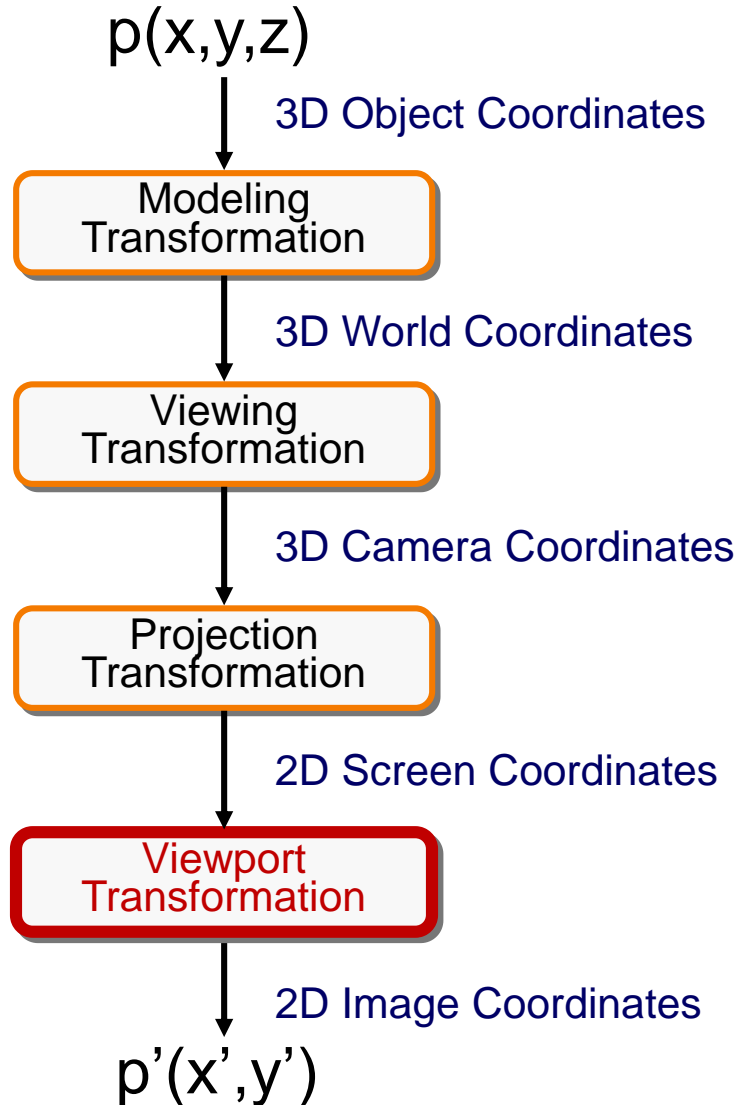 p(x,y,z)
3D Object Coordinates
Modeling
Transformation
3D World Coordinates
Viewing
Transformation
3D Camera Coordinates
Projection
Transformation
2D Screen Coordinates
Viewport
Transformation
2D Image Coordinates
p’(x’,y’)